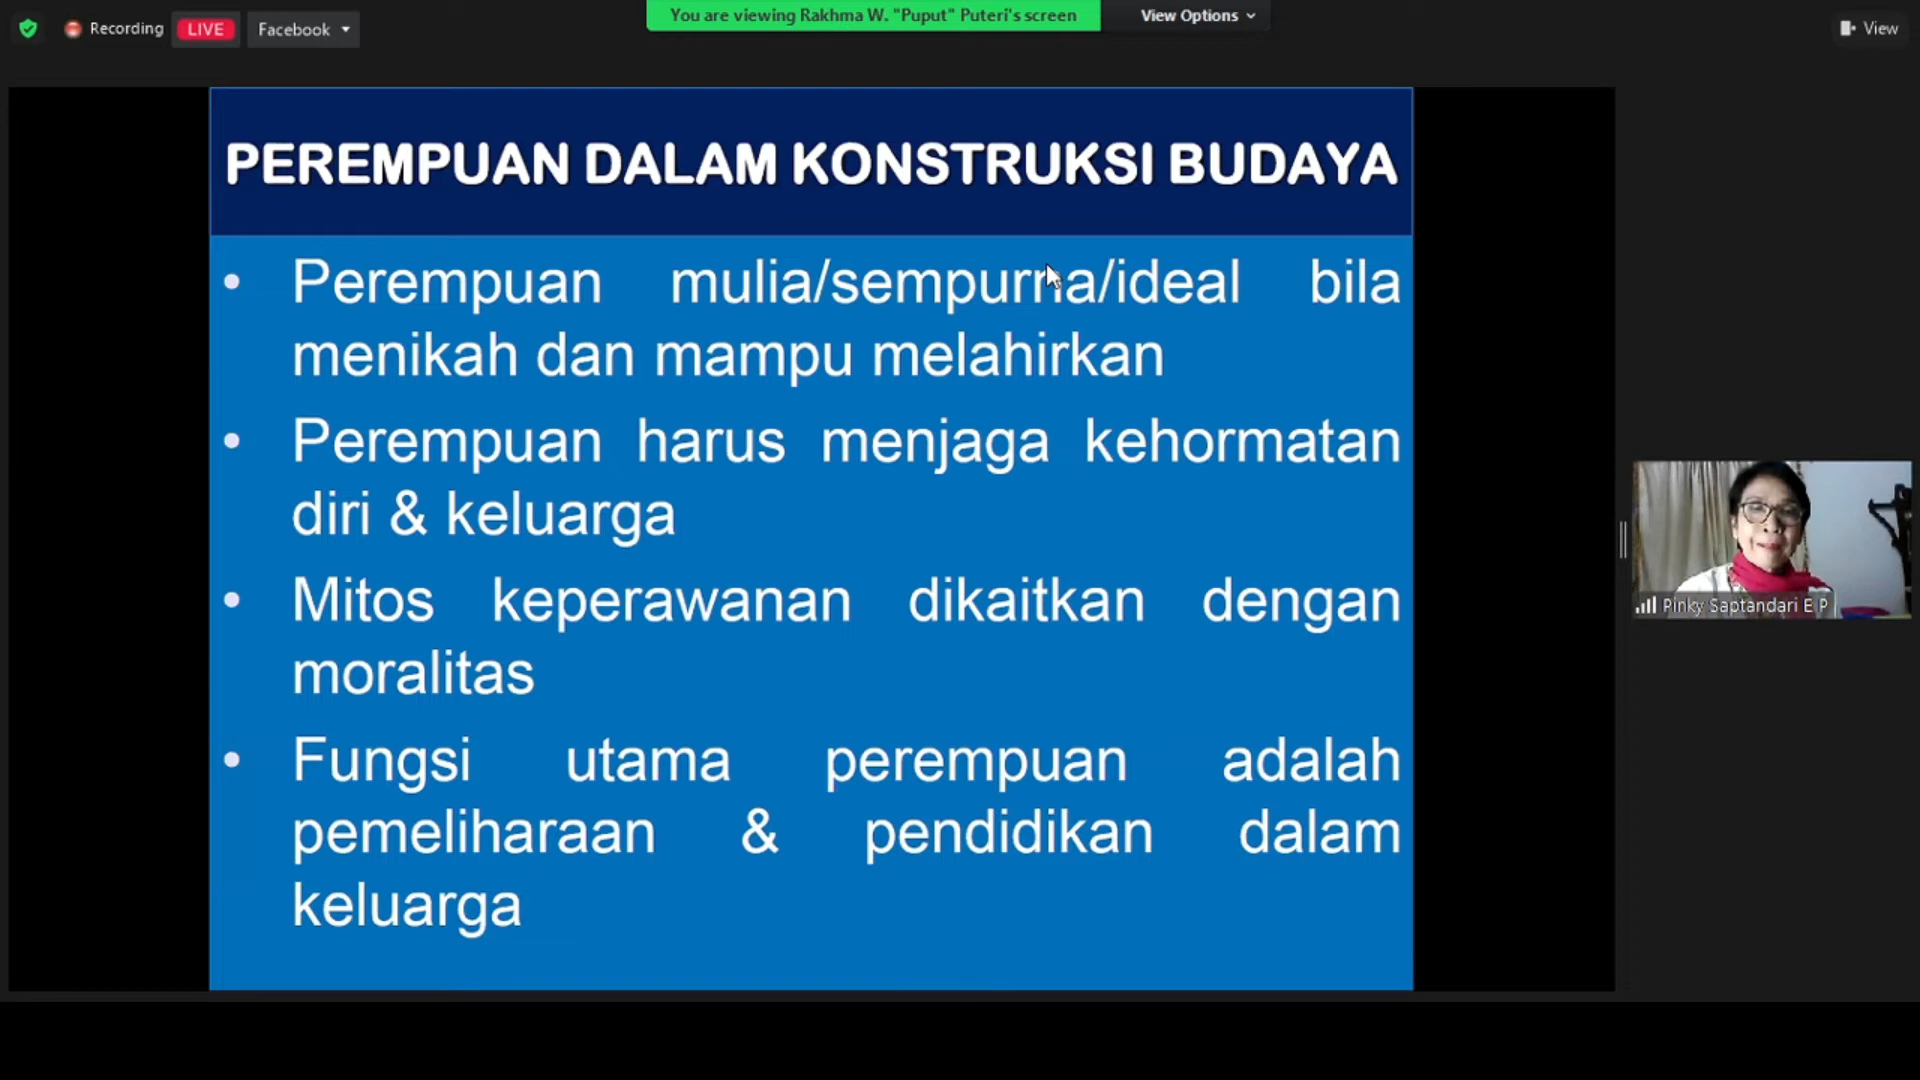 Recording
LIVE
Facebook
You are viewing Rakhma W. "Puput" Puteri's screen
View Options
View
PEREMPUAN DALAM KONSTRUKSI BUDAYA
• Perempuan mulia/sempurna/ideal bila
menikah dan mampu melahirkan
• Perempuan harus menjaga kehormatan
diri & keluarga
• Mitos keperawanan dikaitkan dengan
moralitas
• Fungsi utama perempuan adalah
pemeliharaan & pendidikan dalam
keluarga
Pinky Saptandari E P